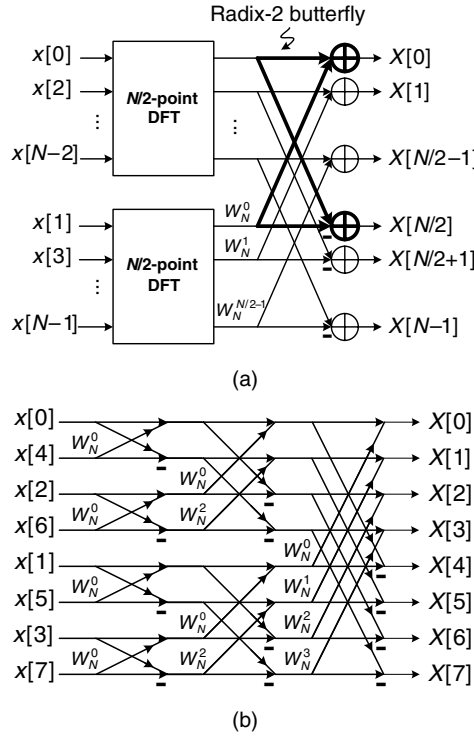 Radix-2 butterfly
x[0]
X[0]
x[2]
X[1]
N/2-point
DFT
...
...
x[N−2]
X[N/2−1]
x[1]
W_N^0
X[N/2]
x[3]
W_N^1
X[N/2+1]
N/2-point
DFT
...
x[N−1]
W_N^{N/2−1}
X[N−1]
(a)
x[0]
X[0]
W_N^0
x[4]
X[1]
W_N^0
x[2]
X[2]
W_N^0
W_N^2
x[6]
X[3]
W_N^0
x[1]
X[4]
W_N^0
W_N^1
x[5]
X[5]
W_N^0
W_N^2
x[3]
X[6]
W_N^0
W_N^2
W_N^3
x[7]
X[7]
(b)